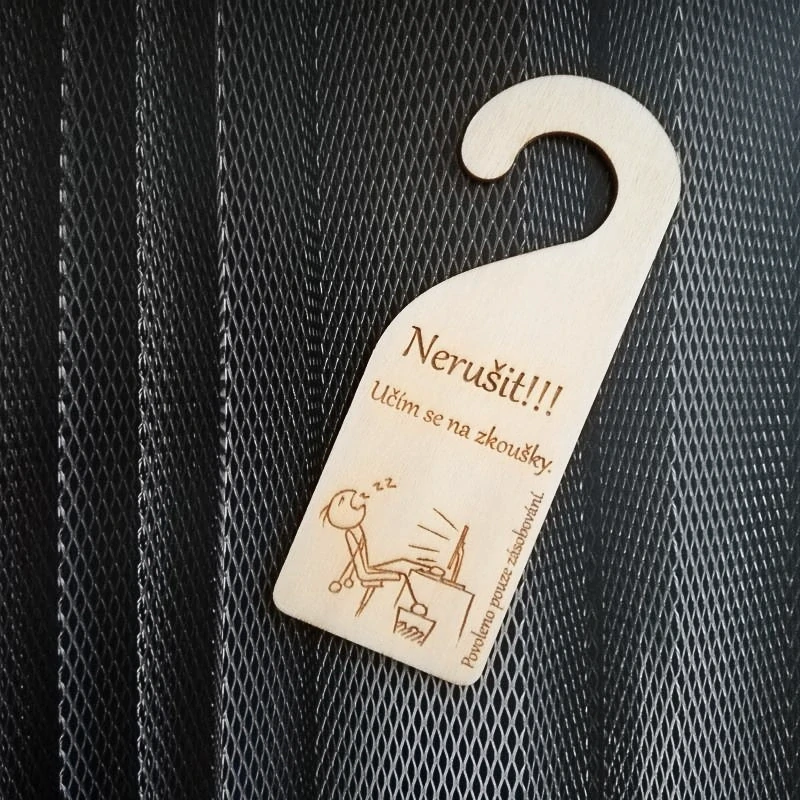 Nerušit!!!
Učím se na zkoušky.
z z z
Povoleno pouze zásobování.